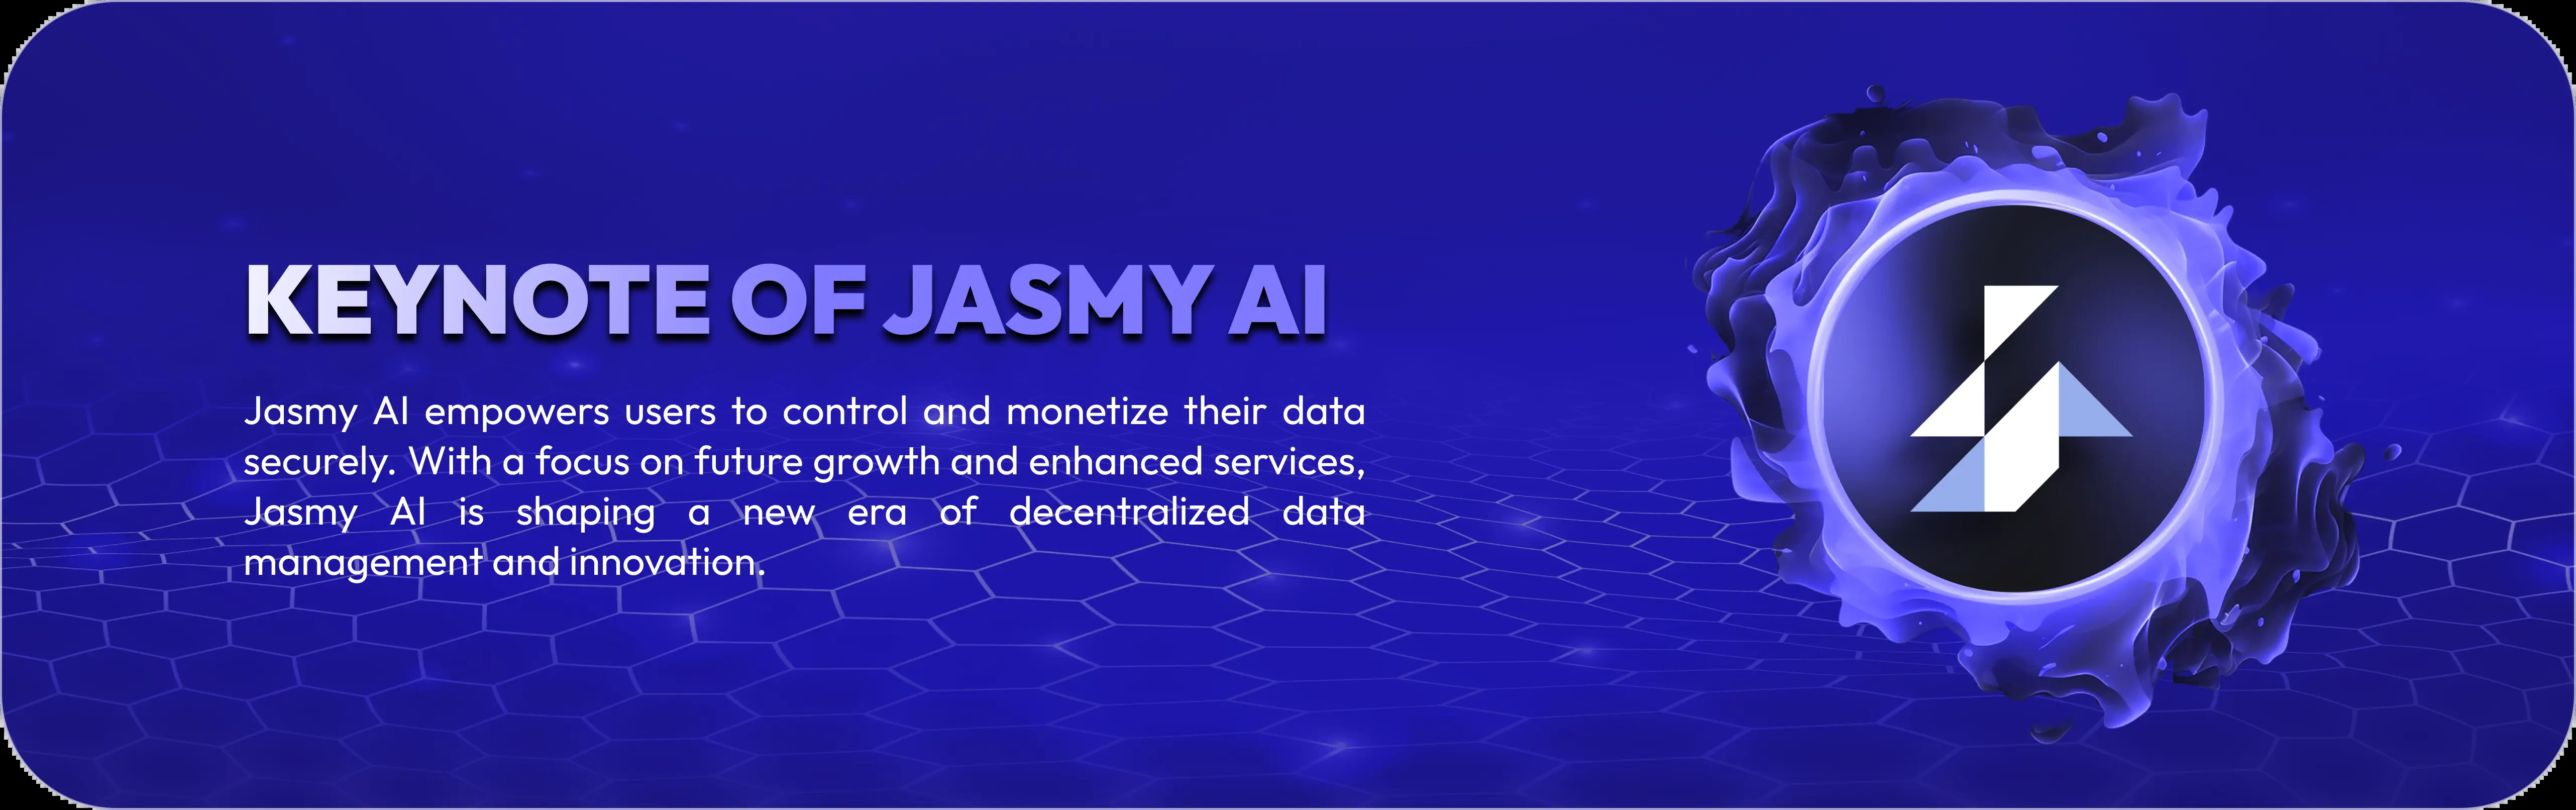 KEYNOTE OF JASMY AI
Jasmy AI empowers users to control and monetize their data
securely. With a focus on future growth and enhanced services,
Jasmy AI is shaping a new era of decentralized data
management and innovation.